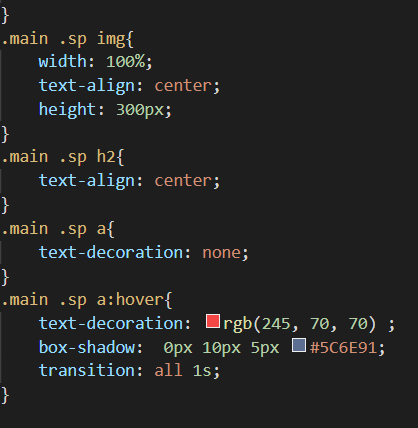 }
.main .sp img{
    width: 100%;
    text-align: center;
    height: 300px;
}
.main .sp h2{
    text-align: center;
}
.main .sp a{
    text-decoration: none;
}
.main .sp a:hover{
    text-decoration: rgb(245, 70, 70) ;
    box-shadow:  0px 10px 5px #5C6E91;
    transition: all 1s;
}